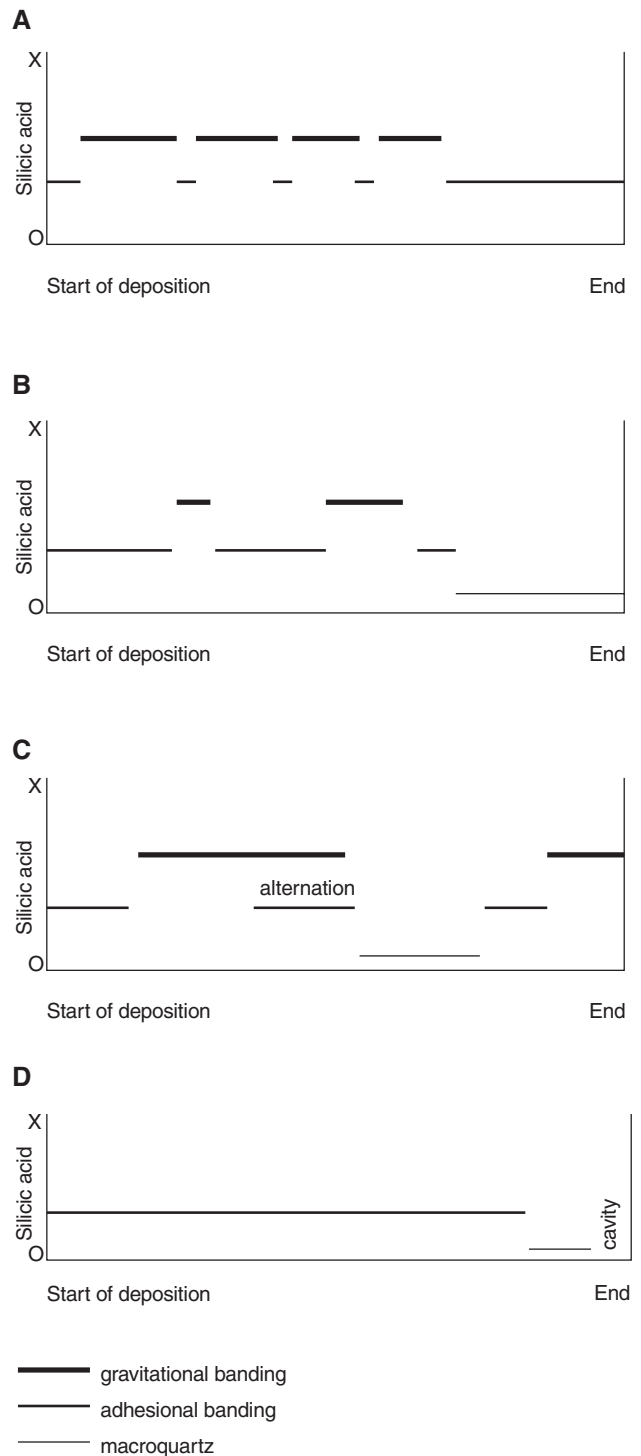 A
X
Silicic acid
O
Start of deposition End
B
X
Silicic acid
O
Start of deposition End
C
X
Silicic acid
alternation
O
Start of deposition End
D
X
Silicic acid
cavity
O
Start of deposition End
gravitational banding
adhesional banding
macroquartz